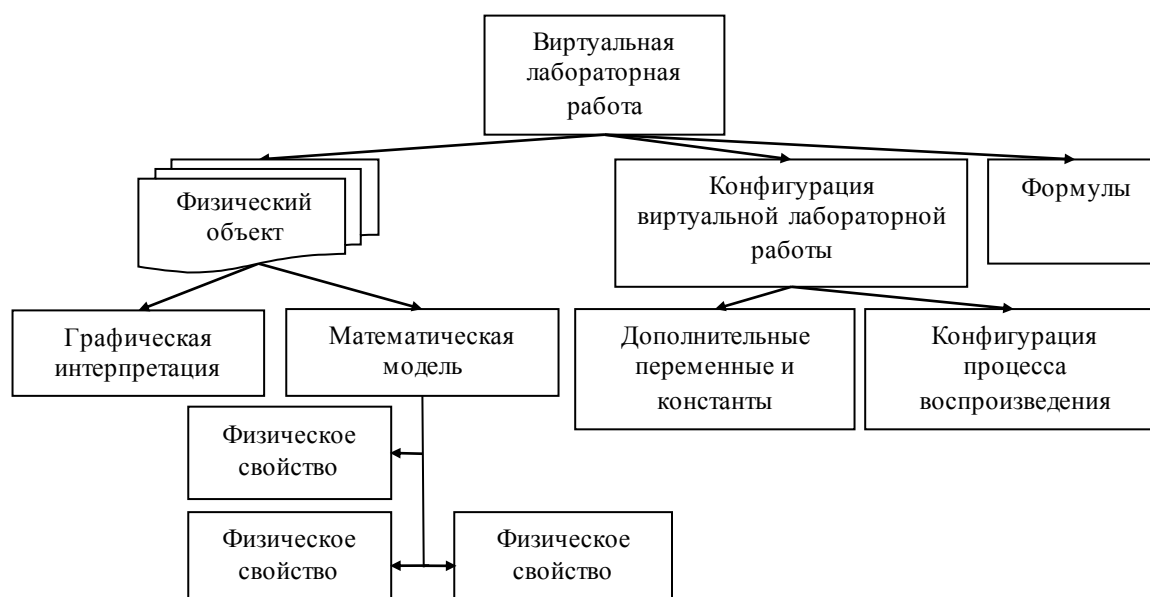 Виртуальная
лабораторная
работа
Физический
объект
Конфигурация
виртуальной лабораторной
работы
Формулы
Графическая
интерпретация
Математическая
модель
Дополнительные
переменные и
константы
Конфигурация
процесса
воспроизведения
Физическое
свойство
Физическое
свойство
Физическое
свойство